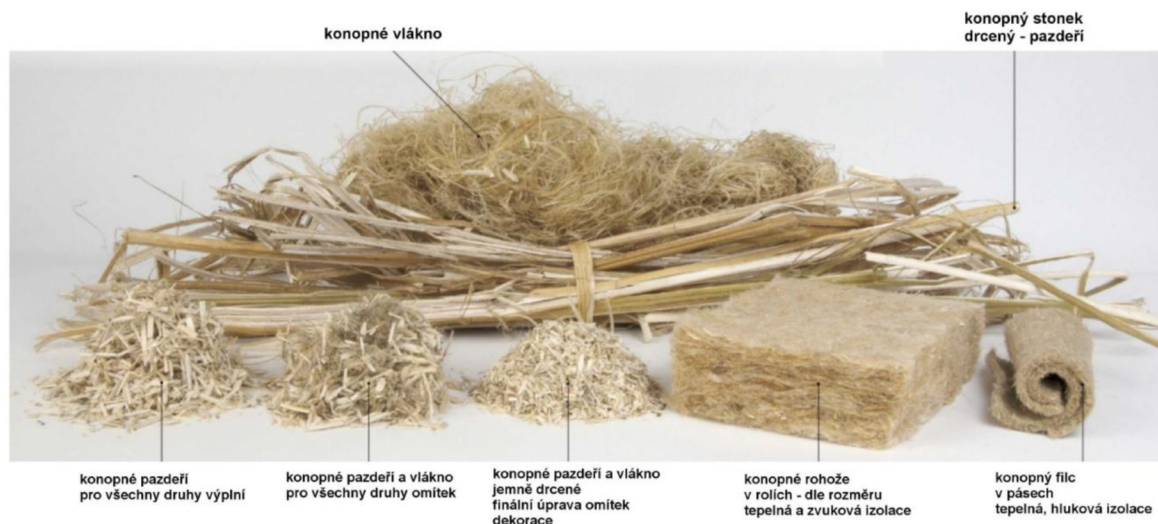 konopné vlákno
konopný stonek
drcený - pazdeří
konopné pazdeří
pro všechny druhy výplní
konopné pazdeří a vlákno
pro všechny druhy omítek
konopné pazdeří a vlákno
jemně drcené
finální úprava omítek
dekorace
konopné rohože
v rolích - dle rozměru
tepelná a zvuková izolace
konopný filc
v pásech
tepelná, hluková izolace